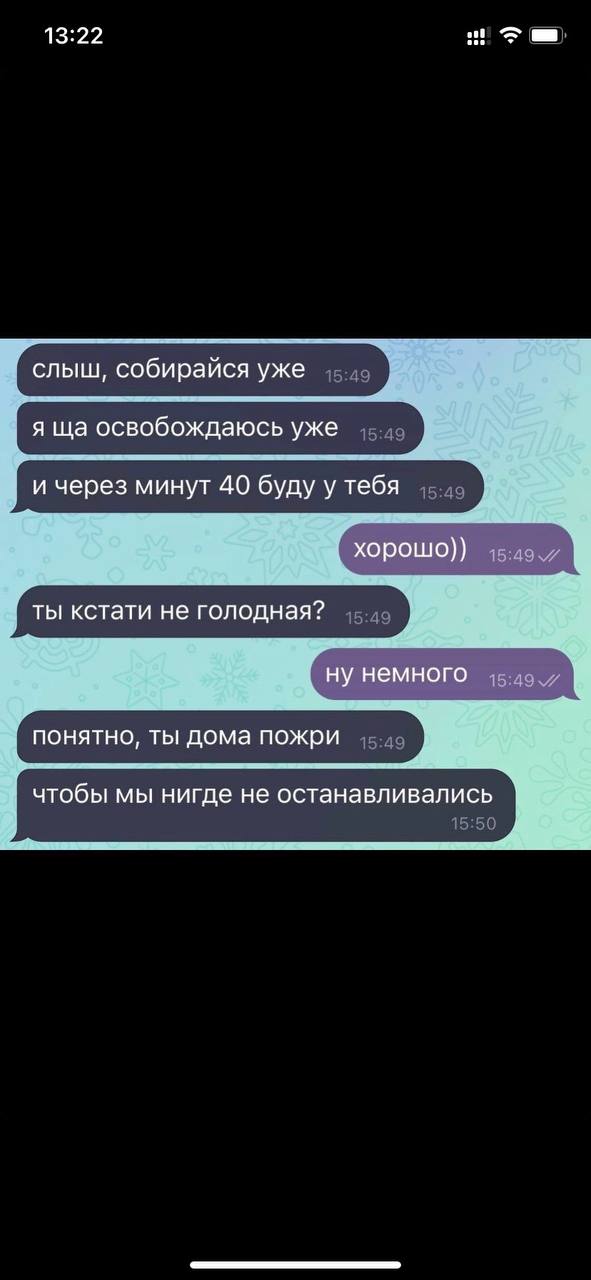 13:22
слыш, собирайся уже 15:49
я ща освобождаюсь уже 15:49
и через минут 40 буду у тебя 15:49
хорошо)) 15:49
ты кстати не голодная? 15:49
ну немного 15:49
понятно, ты дома пожри 15:49
чтобы мы нигде не останавливались
15:50